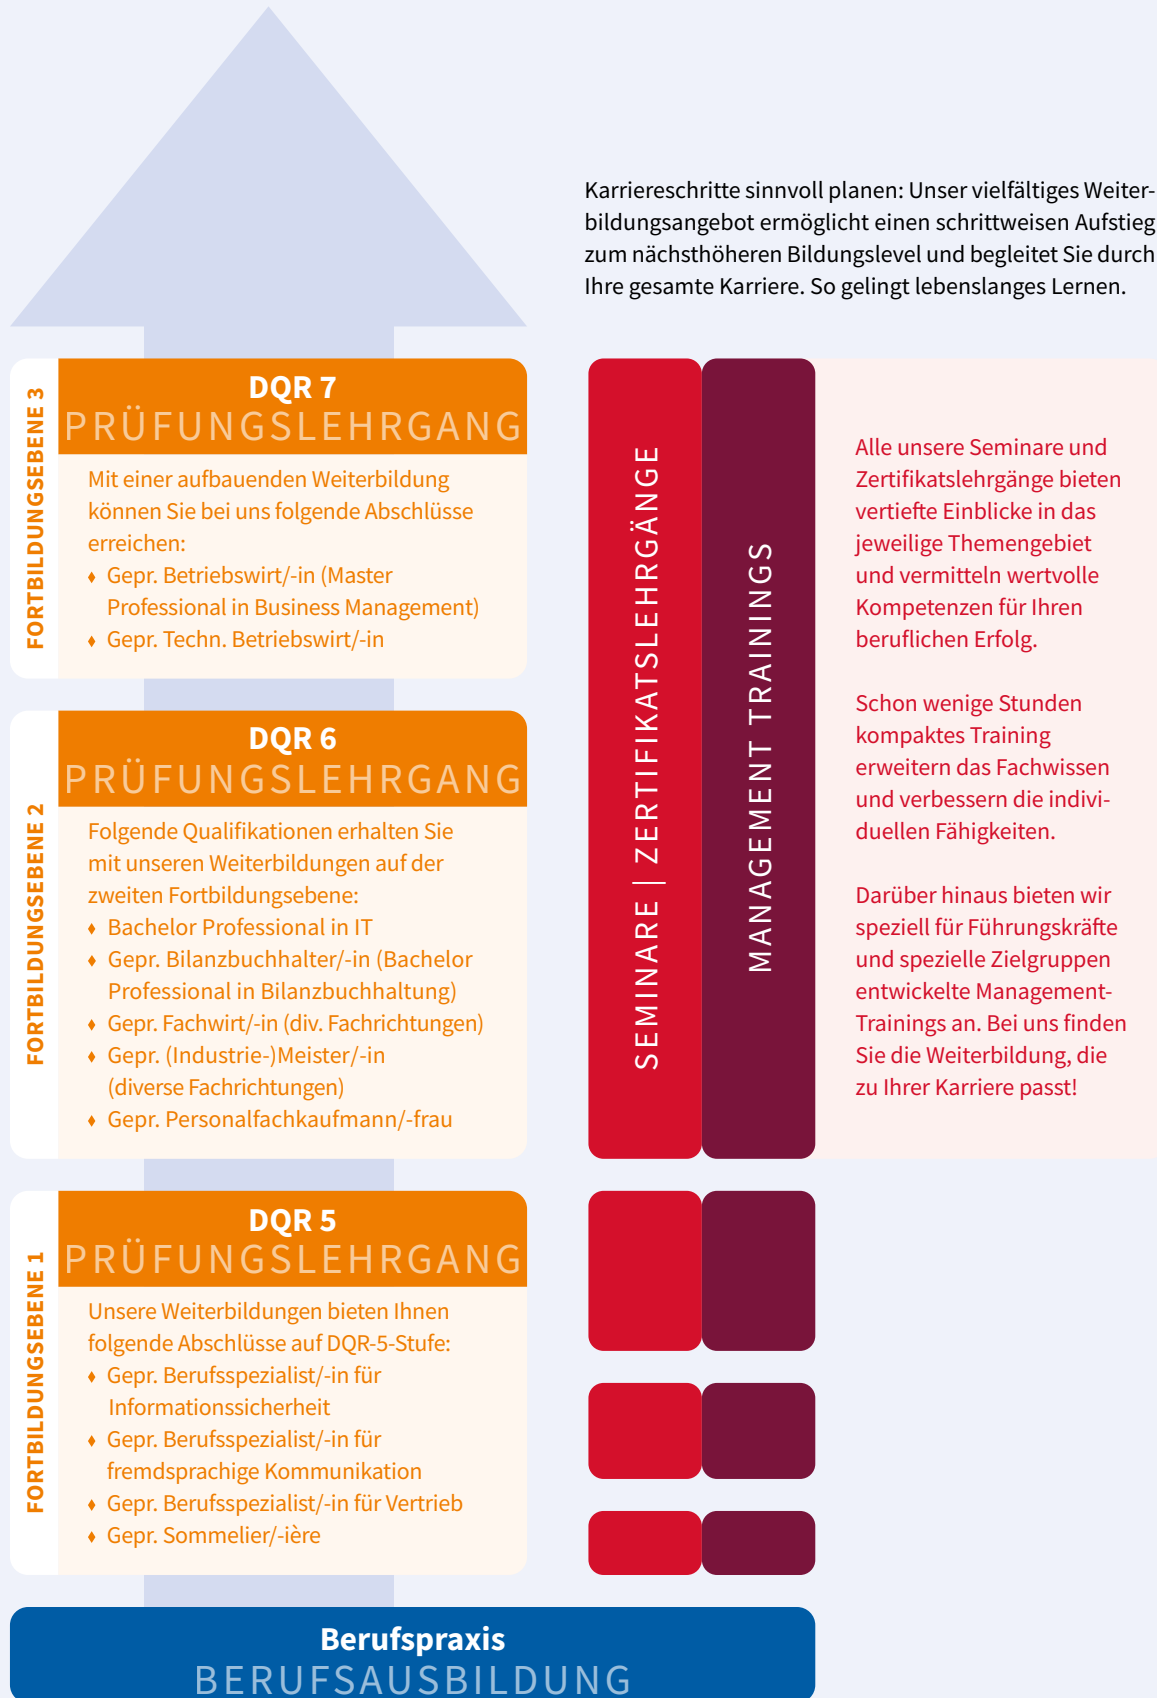 Karriereschritte sinnvoll planen: Unser vielfältiges Weiter-
bildungsangebot ermöglicht einen schrittweisen Aufstieg
zum nächsthöheren Bildungslevel und begleitet Sie durch
Ihre gesamte Karriere. So gelingt lebenslanges Lernen.
FORTBILDUNGSEBENE 3
DQR 7
PRÜFUNGSLEHRGANG
Mit einer aufbauenden Weiterbildung
können Sie bei uns folgende Abschlüsse
erreichen:
♦ Gepr. Betriebswirt/-in (Master
Professional in Business Management)
♦ Gepr. Techn. Betriebswirt/-in
FORTBILDUNGSEBENE 2
DQR 6
PRÜFUNGSLEHRGANG
Folgende Qualifikationen erhalten Sie
mit unseren Weiterbildungen auf der
zweiten Fortbildungsebene:
♦ Bachelor Professional in IT
♦ Gepr. Bilanzbuchhalter/-in (Bachelor
Professional in Bilanzbuchhaltung)
♦ Gepr. Fachwirt/-in (div. Fachrichtungen)
♦ Gepr. (Industrie-)Meister/-in
(diverse Fachrichtungen)
♦ Gepr. Personalfachkaufmann/-frau
FORTBILDUNGSEBENE 1
DQR 5
PRÜFUNGSLEHRGANG
Unsere Weiterbildungen bieten Ihnen
folgende Abschlüsse auf DQR-5-Stufe:
♦ Gepr. Berufsspezialist/-in für
Informationssicherheit
♦ Gepr. Berufsspezialist/-in für
fremdsprachige Kommunikation
♦ Gepr. Berufsspezialist/-in für Vertrieb
♦ Gepr. Sommelier/-ière
SEMINARE | ZERTIFIKATSLEHRGÄNGE
MANAGEMENT TRAININGS
Alle unsere Seminare und
Zertifikatslehrgänge bieten
vertiefte Einblicke in das
jeweilige Themengebiet
und vermitteln wertvolle
Kompetenzen für Ihren
beruflichen Erfolg.
Schon wenige Stunden
kompaktes Training
erweitern das Fachwissen
und verbessern die indivi-
duellen Fähigkeiten.
Darüber hinaus bieten wir
speziell für Führungskräfte
und spezielle Zielgruppen
entwickelte Management-
Trainings an. Bei uns finden
Sie die Weiterbildung, die
zu Ihrer Karriere passt!
Berufspraxis
BERUFSAUSBILDUNG